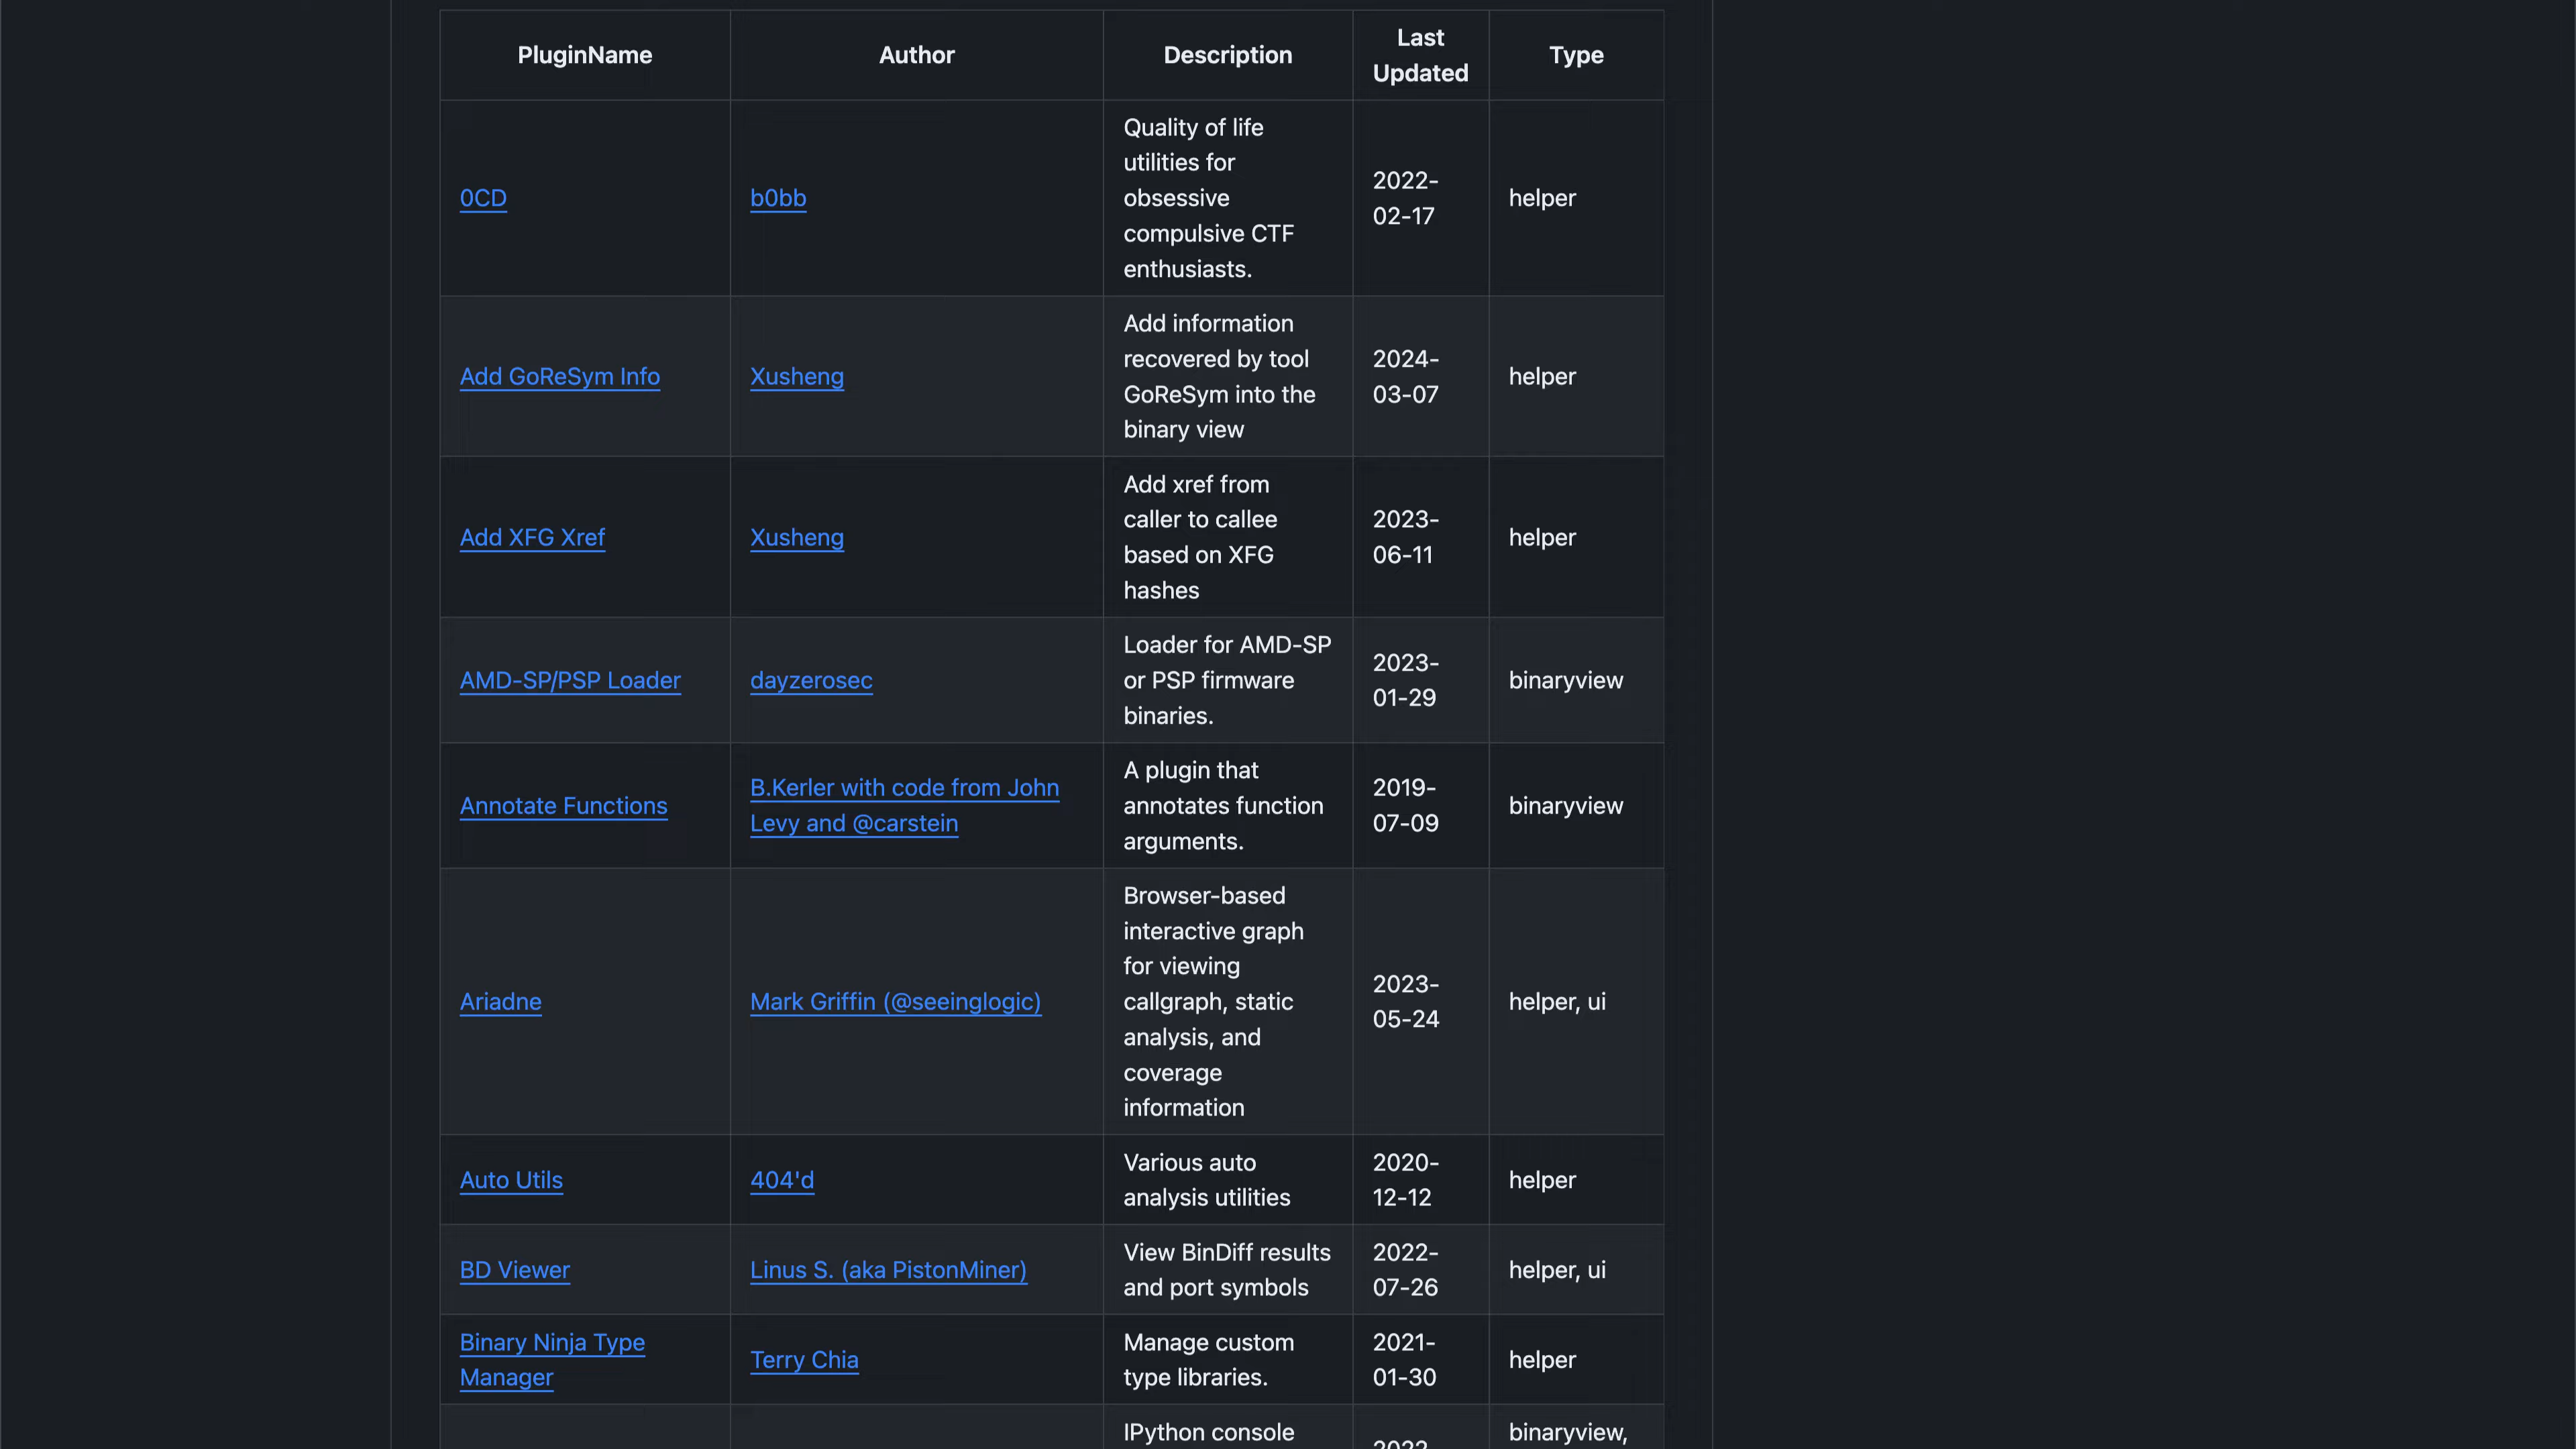 PluginName
Author
Description
Last
Updated
Type
0CD
b0bb
Quality of life
utilities for
obsessive
compulsive CTF
enthusiasts.
2022-
02-17
helper
Add GoReSym Info
Xusheng
Add information
recovered by tool
GoReSym into the
binary view
2024-
03-07
helper
Add XFG Xref
Xusheng
Add xref from
caller to callee
based on XFG
hashes
2023-
06-11
helper
AMD-SP/PSP Loader
dayzerosec
Loader for AMD-SP
or PSP firmware
binaries.
2023-
01-29
binaryview
Annotate Functions
B.Kerler with code from John
Levy and @carstein
A plugin that
annotates function
arguments.
2019-
07-09
binaryview
Ariadne
Mark Griffin (@seeinglogic)
Browser-based
interactive graph
for viewing
callgraph, static
analysis, and
coverage
information
2023-
05-24
helper, ui
Auto Utils
404'd
Various auto
analysis utilities
2020-
12-12
helper
BD Viewer
Linus S. (aka PistonMiner)
View BinDiff results
and port symbols
2022-
07-26
helper, ui
Binary Ninja Type
Manager
Terry Chia
Manage custom
type libraries.
2021-
01-30
helper
IPython console
binaryview,